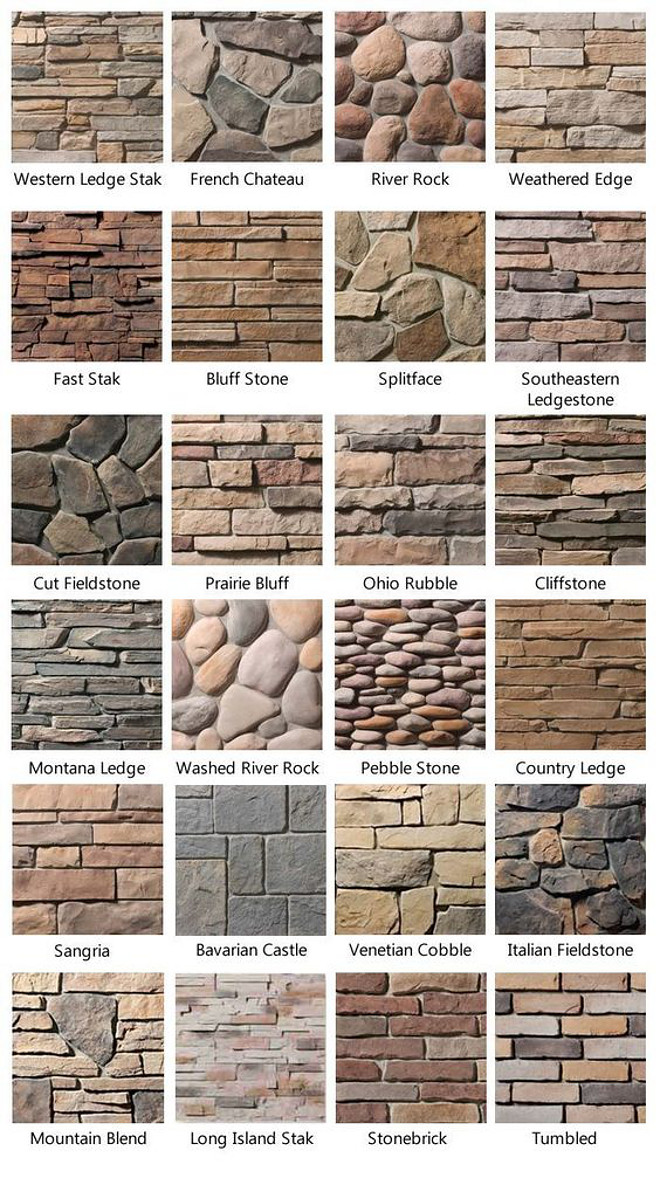 Western Ledge Stak
French Chateau
River Rock
Weathered Edge
Fast Stak
Bluff Stone
Splitface
Southeastern
Ledgestone
Cut Fieldstone
Prairie Bluff
Ohio Rubble
Cliffstone
Montana Ledge
Washed River Rock
Pebble Stone
Country Ledge
Sangria
Bavarian Castle
Venetian Cobble
Italian Fieldstone
Mountain Blend
Long Island Stak
Stonebrick
Tumbled